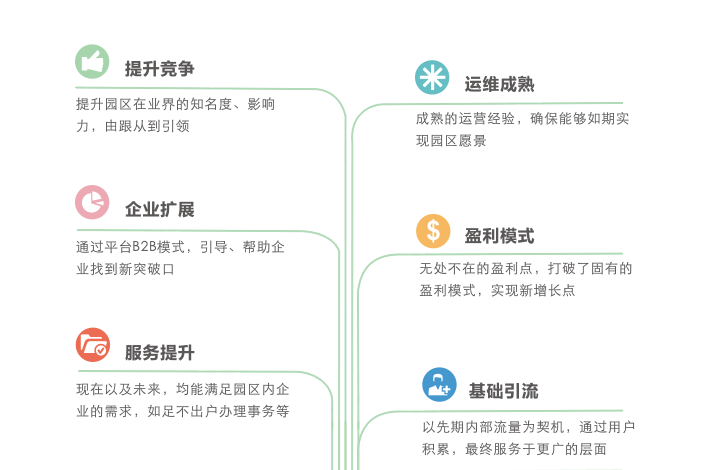 提升竞争
提升园区在业界的知名度、影响
力，由跟从到引领
企业扩展
通过平台B2B模式，引导、帮助企
业找到新突破口
服务提升
现在以及未来，均能满足园区内企
业的需求，如足不出户办理事务等
运维成熟
成熟的运营经验，确保能够如期实
现园区愿景
盈利模式
无处不在的盈利点，打破了固有的
盈利模式，实现新增长点
基础引流
以先期内部流量为契机，通过用户
积累，最终服务于更广的层面